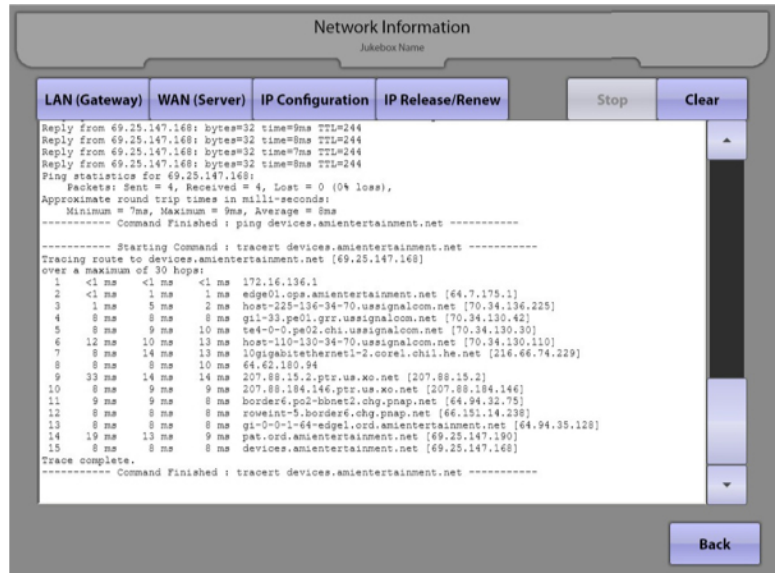 Network Information
Jukebox Name
LAN (Gateway) WAN (Server) IP Configuration IP Release/Renew Stop Clear
Reply from 69.25.147.168: bytes=32 time=9ms TTL=244
Reply from 69.25.147.168: bytes=32 time=8ms TTL=244
Reply from 69.25.147.168: bytes=32 time=7ms TTL=244
Reply from 69.25.147.168: bytes=32 time=8ms TTL=244
Ping statistics for 69.25.147.168:
Packets: Sent = 4, Received = 4, Lost = 0 (0% loss),
Approximate round trip times in milli-seconds:
Minimum = 7ms, Maximum = 9ms, Average = 8ms
----------- Command Finished : ping devices.amientertainment.net -----------
----------- Starting Command : tracert devices.amientertainment.net -----------
Tracing route to devices.amientertainment.net [69.25.147.168]
over a maximum of 30 hops:
1 <1 ms <1 ms <1 ms 172.16.136.1
2 <1 ms 1 ms 1 ms edge01.ops.amientertainment.net [64.7.175.1]
3 1 ms 5 ms 2 ms host-225-136-34-70.ussignalcom.net [70.34.136.225]
4 8 ms 8 ms 8 ms gi1-33.pe01.grr.ussignalcom.net [70.34.130.42]
5 8 ms 9 ms 10 ms te4-0-0.pe02.chi.ussignalcom.net [70.34.130.30]
6 12 ms 10 ms 13 ms host-110-130-34-70.ussignalcom.net [70.34.130.110]
7 8 ms 14 ms 13 ms 10gigabitethernet1-2.core1.chi1.he.net [216.66.74.229]
8 8 ms 8 ms 10 ms 64.62.180.94
9 33 ms 14 ms 14 ms 207.88.15.2.ptr.us.xo.net [207.88.15.2]
10 8 ms 9 ms 9 ms 207.88.184.146.ptr.us.xo.net [207.88.184.146]
11 9 ms 9 ms 8 ms border6.po2-bbnet2.chg.pnap.net [64.94.32.75]
12 8 ms 8 ms 8 ms roweint-5.border6.chg.pnap.net [66.151.14.238]
13 8 ms 8 ms 8 ms gi-0-0-1-64-edge1.ord.amientertainment.net [64.94.35.128]
14 19 ms 13 ms 9 ms pat.ord.amientertainment.net [69.25.147.190]
15 8 ms 8 ms 8 ms devices.amientertainment.net [69.25.147.168]
Trace complete.
----------- Command Finished : tracert devices.amientertainment.net -----------
Back